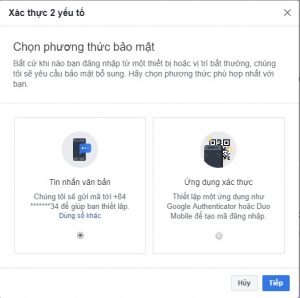 Xác thực 2 yếu tố
Chọn phương thức bảo mật
Bất cứ khi nào bạn đăng nhập từ một thiết bị hoặc vị trí bất thường, chúng
tôi sẽ yêu cầu bảo mật bổ sung. Hãy chọn phương thức phù hợp nhất với
bạn.
Tin nhắn văn bản
Chúng tôi sẽ gửi mã tới +84
*******34 để giúp bạn thiết lập.
Dùng số khác
Ứng dụng xác thực
Thiết lập một ứng dụng như
Google Authenticator hoặc Duo
Mobile để tạo mã đăng nhập.
Hủy
Tiếp